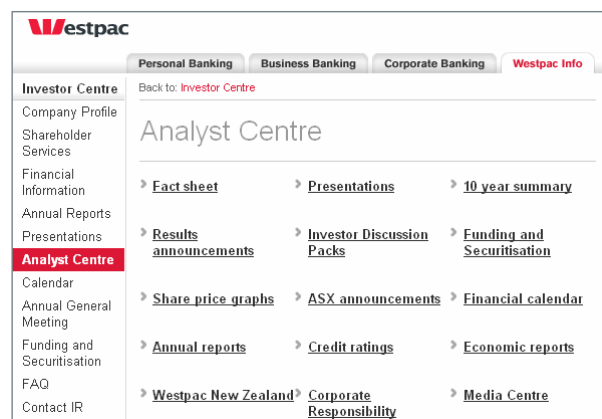 Westpac
Personal Banking Business Banking Corporate Banking Westpac Info
Investor Centre
Company Profile
Shareholder
Services
Financial
Information
Annual Reports
Presentations
Analyst Centre
Calendar
Annual General
Meeting
Funding and
Securitisation
FAQ
Contact IR
Back to: Investor Centre
Analyst Centre
Fact sheet Presentations 10 year summary
Results Investor Discussion Funding and
announcements Packs Securitisation
Share price graphs ASX announcements Financial calendar
Annual reports Credit ratings Economic reports
Westpac New Zealand Corporate Media Centre
Responsibility